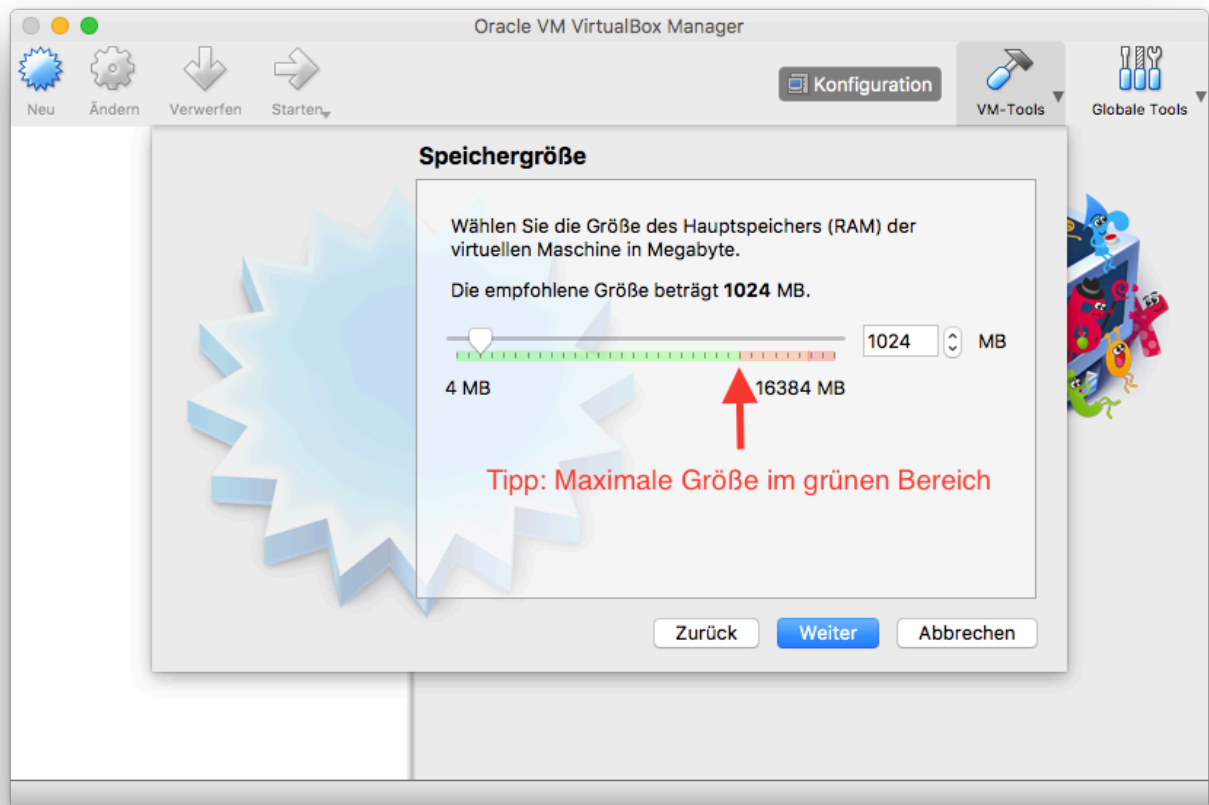 Oracle VM VirtualBox Manager
Neu
Ändern
Verwerfen
Starten
Konfiguration
VM-Tools
Globale Tools
Speichergröße
Wählen Sie die Größe des Hauptspeichers (RAM) der
virtuellen Maschine in Megabyte.
Die empfohlene Größe beträgt 1024 MB.
1024 MB
4 MB
16384 MB
Tipp: Maximale Größe im grünen Bereich
Zurück
Weiter
Abbrechen